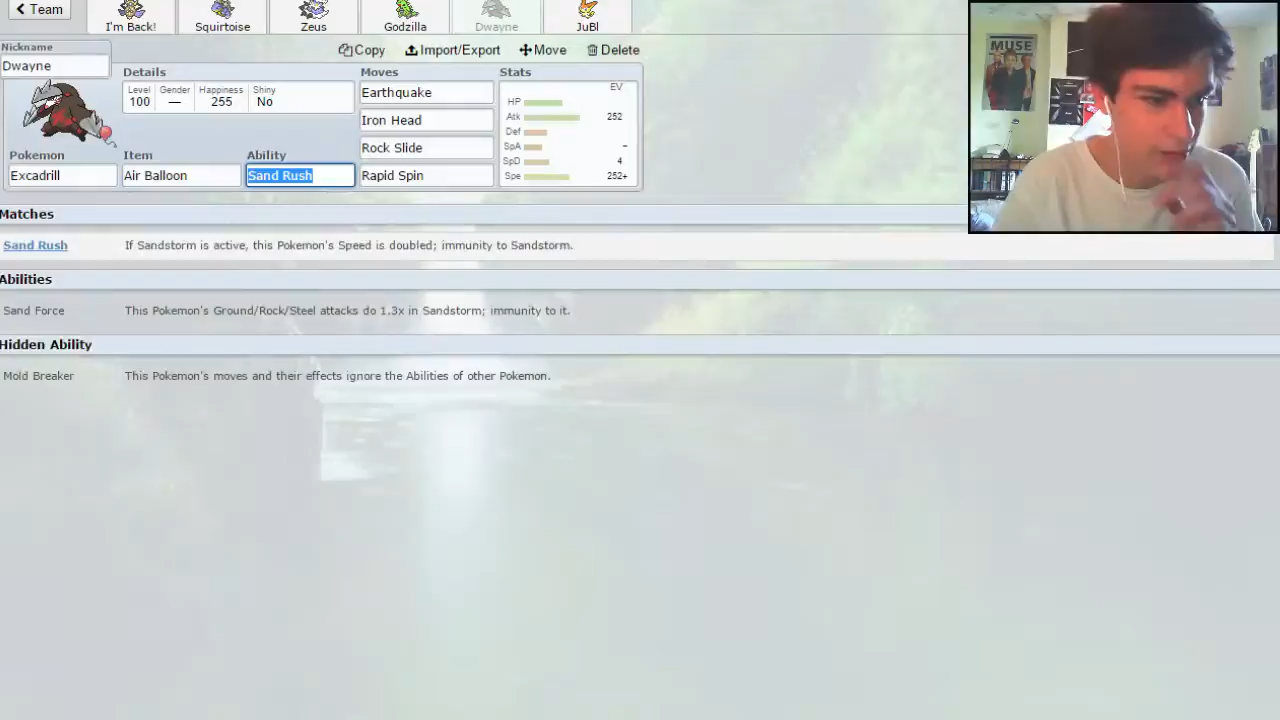 Team
I'm Back!
Squirtoise
Zeus
Godzilla
Dwayne
JuBl
Nickname
Dwayne
Copy
Import/Export
Move
Delete
Details
Level
100
Gender
—
Happiness
255
Shiny
No
Moves
Earthquake
Iron Head
Rock Slide
Rapid Spin
Stats
EV
HP
Atk 252
Def
SpA –
SpD 4
Spe 252+
Pokemon
Excadrill
Item
Air Balloon
Ability
Sand Rush
Matches
Sand Rush If Sandstorm is active, this Pokemon's Speed is doubled; immunity to Sandstorm.
Abilities
Sand Force This Pokemon's Ground/Rock/Steel attacks do 1.3x in Sandstorm; immunity to it.
Hidden Ability
Mold Breaker This Pokemon's moves and their effects ignore the Abilities of other Pokemon.
MUSE